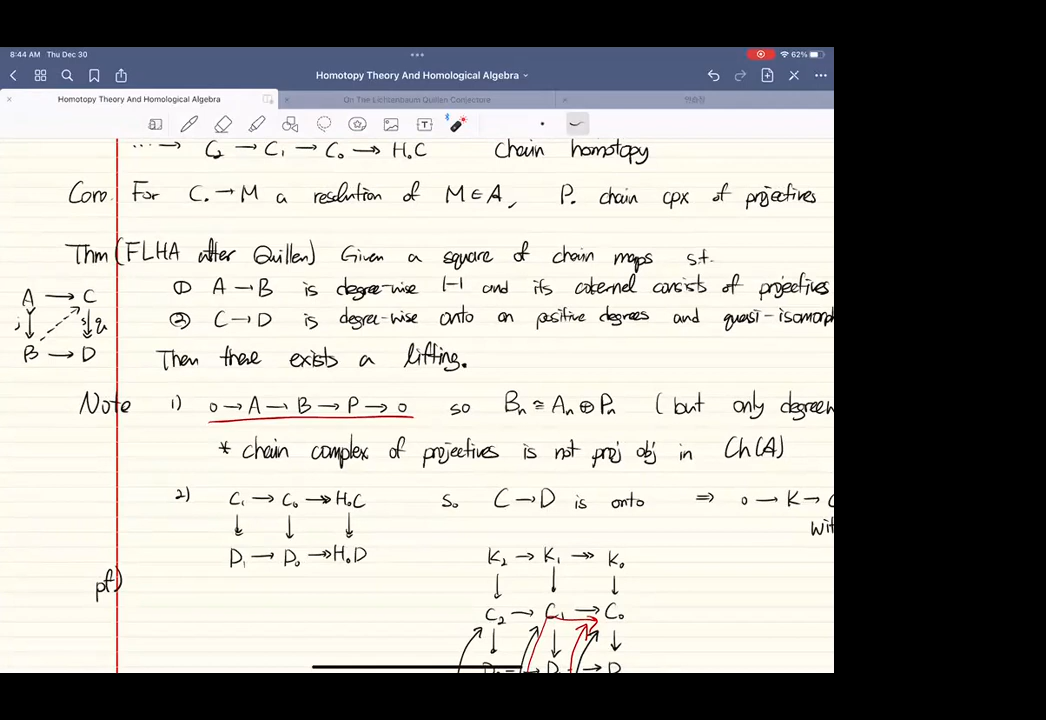 8:44 AM Thu Dec 30
62%
Homotopy Theory And Homological Algebra
Homotopy Theory And Homological Algebra
On The Lichtenbaum Quillen Conjecture
연습장
⋯ → C₂ → C₁ → C₀ → H₀C chain homotopy
Coro. For C. → M a resolution of M ∈ A, P. chain cpx of projectives
Thm (FLHA after Quillen) Given a square of chain maps s.t.
① A → B is degree-wise 1-1 and its cokernel consists of projectives
② C → D is degree-wise onto on positive degrees and quasi-isomorph
A → C
j q
B → D
Then there exists a lifting.
Note 1) 0 → A → B → P → 0 so Bₙ ≅ Aₙ ⊕ Pₙ (but only degreew
* chain complex of projectives is not proj obj in Ch(A)
2) C₁ → C₀ ↠ H₀C so C → D is onto ⇒ 0 → K → C
wit
D₁ → D₀ ↠ H₀D
K₂ → K₁ ↠ K₀
pf)
C₂ → C₁ ↠ C₀